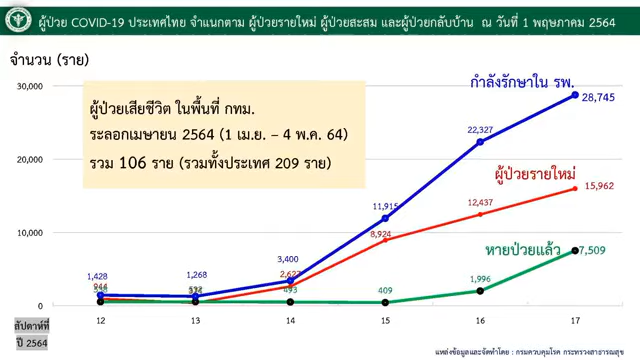 ผู้ป่วย COVID-19 ประเทศไทย จำแนกตาม ผู้ป่วยรายใหม่ ผู้ป่วยสะสม และผู้ป่วยกลับบ้าน ณ วันที่ 1 พฤษภาคม 2564
จำนวน (ราย)
กำลังรักษาใน รพ.
30,000
28,745
ผู้ป่วยเสียชีวิต ในพื้นที่ กทม.
ระลอกเมษายน 2564 (1 เม.ย. – 4 พ.ค. 64)
รวม 106 ราย (รวมทั้งประเทศ 209 ราย)
22,327
20,000
ผู้ป่วยรายใหม่
15,962
11,915
12,437
10,000
8,924
หายป่วยแล้ว
7,509
3,400
1,428
1,268
493
409
1,996
0
12 13 14 15 16 17
สัปดาห์ที่
ปี 2564
แหล่งข้อมูลและจัดทำโดย : กรมควบคุมโรค กระทรวงสาธารณสุข